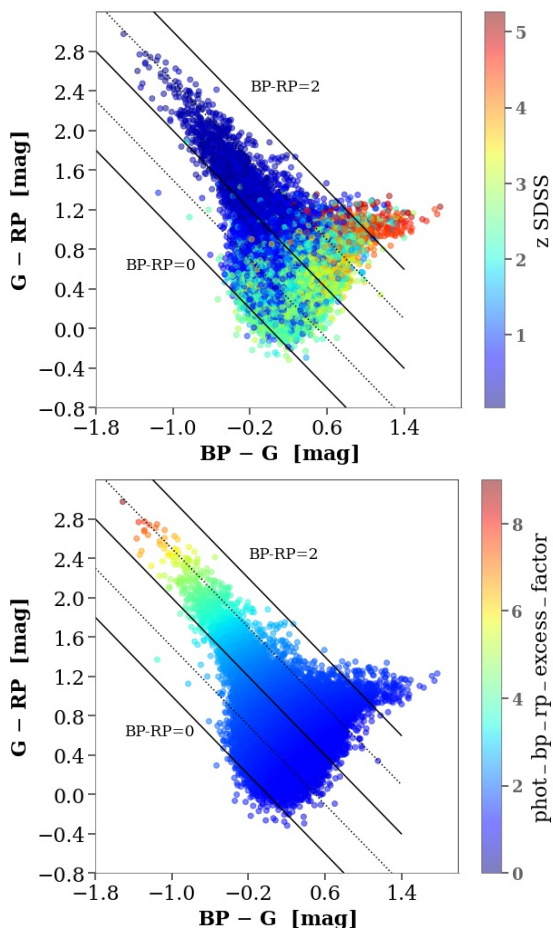 2.8
2.4
2.0
1.6
1.2
0.8
0.4
0.0
−0.4
−0.8
G − RP [mag]
BP-RP=2
BP-RP=0
−1.8 −1.0 −0.2 0.6 1.4
BP − G [mag]
5
4
3
2
1
z SDSS
2.8
2.4
2.0
1.6
1.2
0.8
0.4
0.0
−0.4
−0.8
G − RP [mag]
BP-RP=2
BP-RP=0
−1.8 −1.0 −0.2 0.6 1.4
BP − G [mag]
8
6
4
2
0
phot_bp_rp_excess_factor